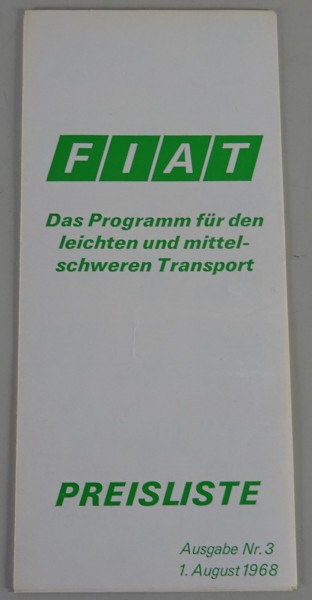 FIAT
Das Programm für den
leichten und mittel-
schweren Transport
PREISLISTE
Ausgabe Nr. 3
1. August 1968